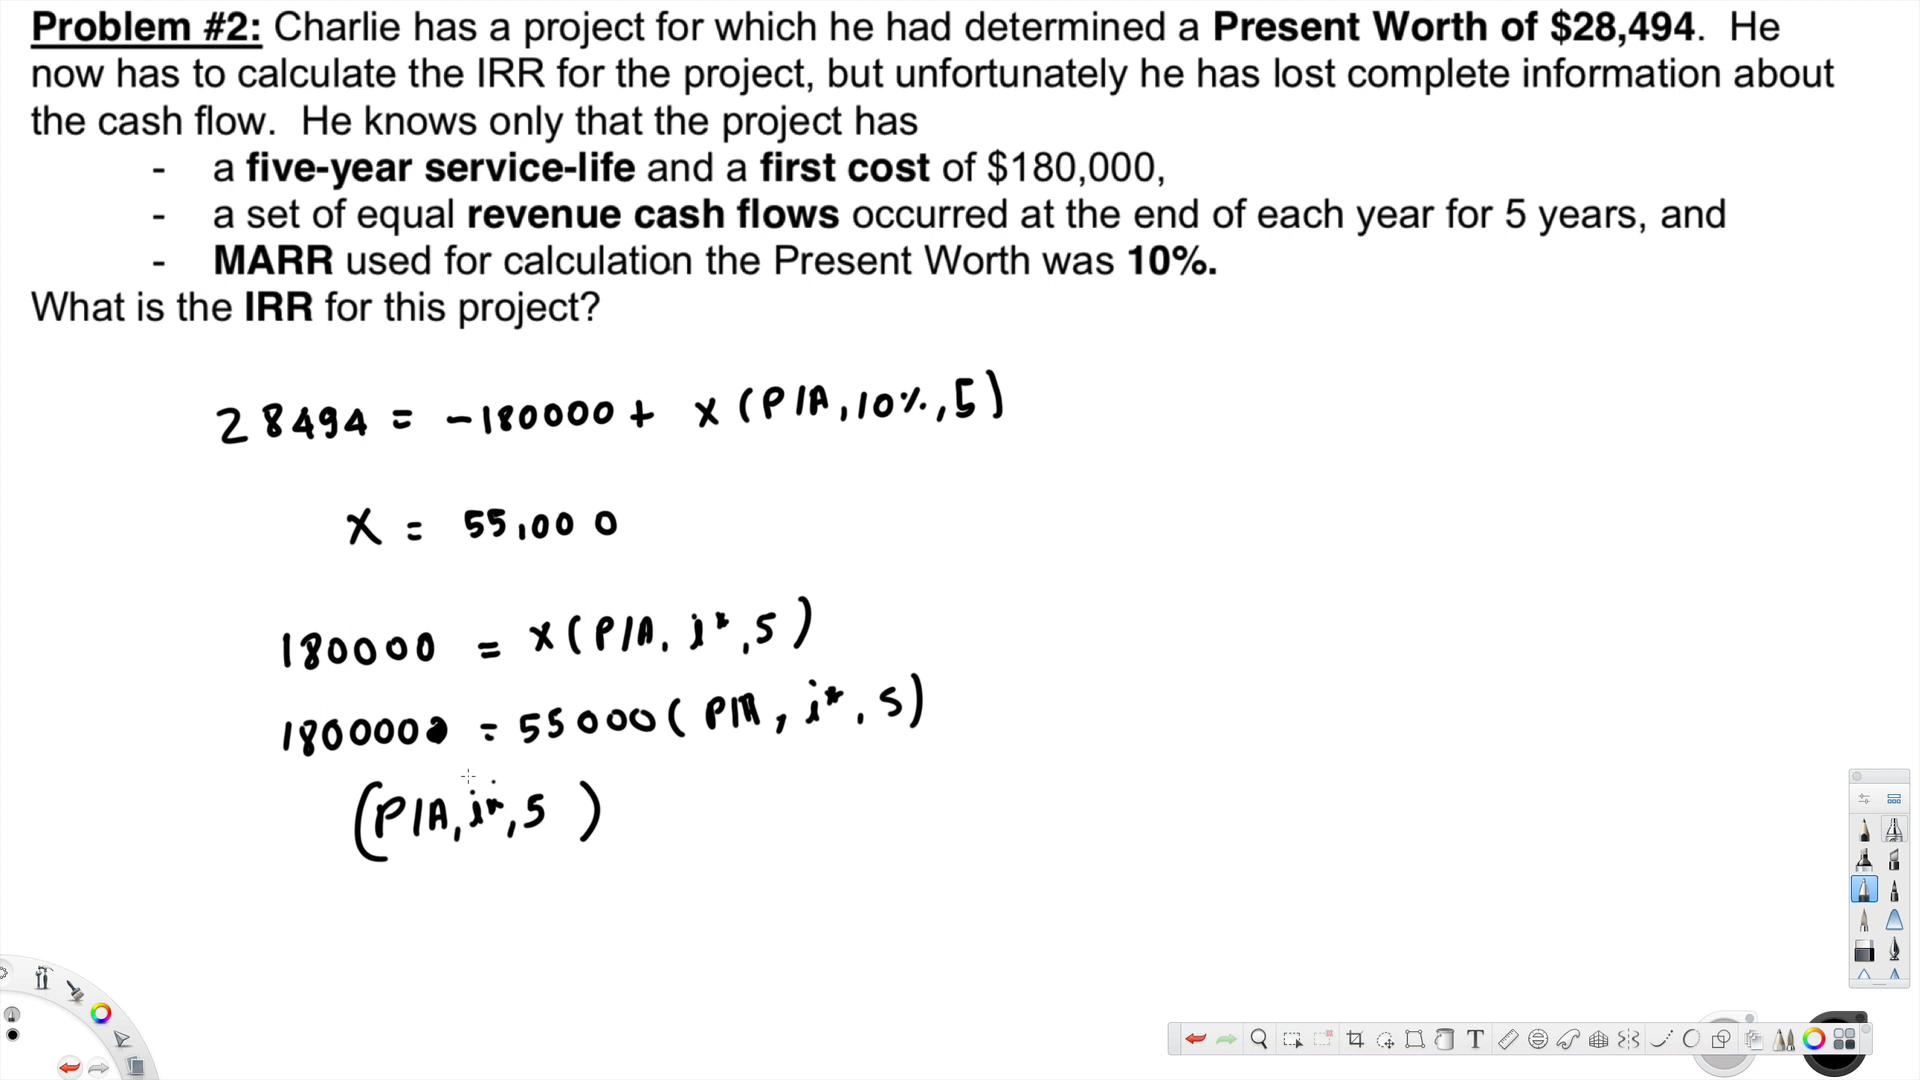 Problem #2: Charlie has a project for which he had determined a Present Worth of $28,494. He
now has to calculate the IRR for the project, but unfortunately he has lost complete information about
the cash flow. He knows only that the project has
- a five-year service-life and a first cost of $180,000,
- a set of equal revenue cash flows occurred at the end of each year for 5 years, and
- MARR used for calculation the Present Worth was 10%.
What is the IRR for this project?
28494 = -180000 + x (P/A, 10%, 5)
x = 55,000
180000 = x (P/A, i*, 5)
180000 = 55000 (P/A, i*, 5)
(P/A, i*, 5)
T